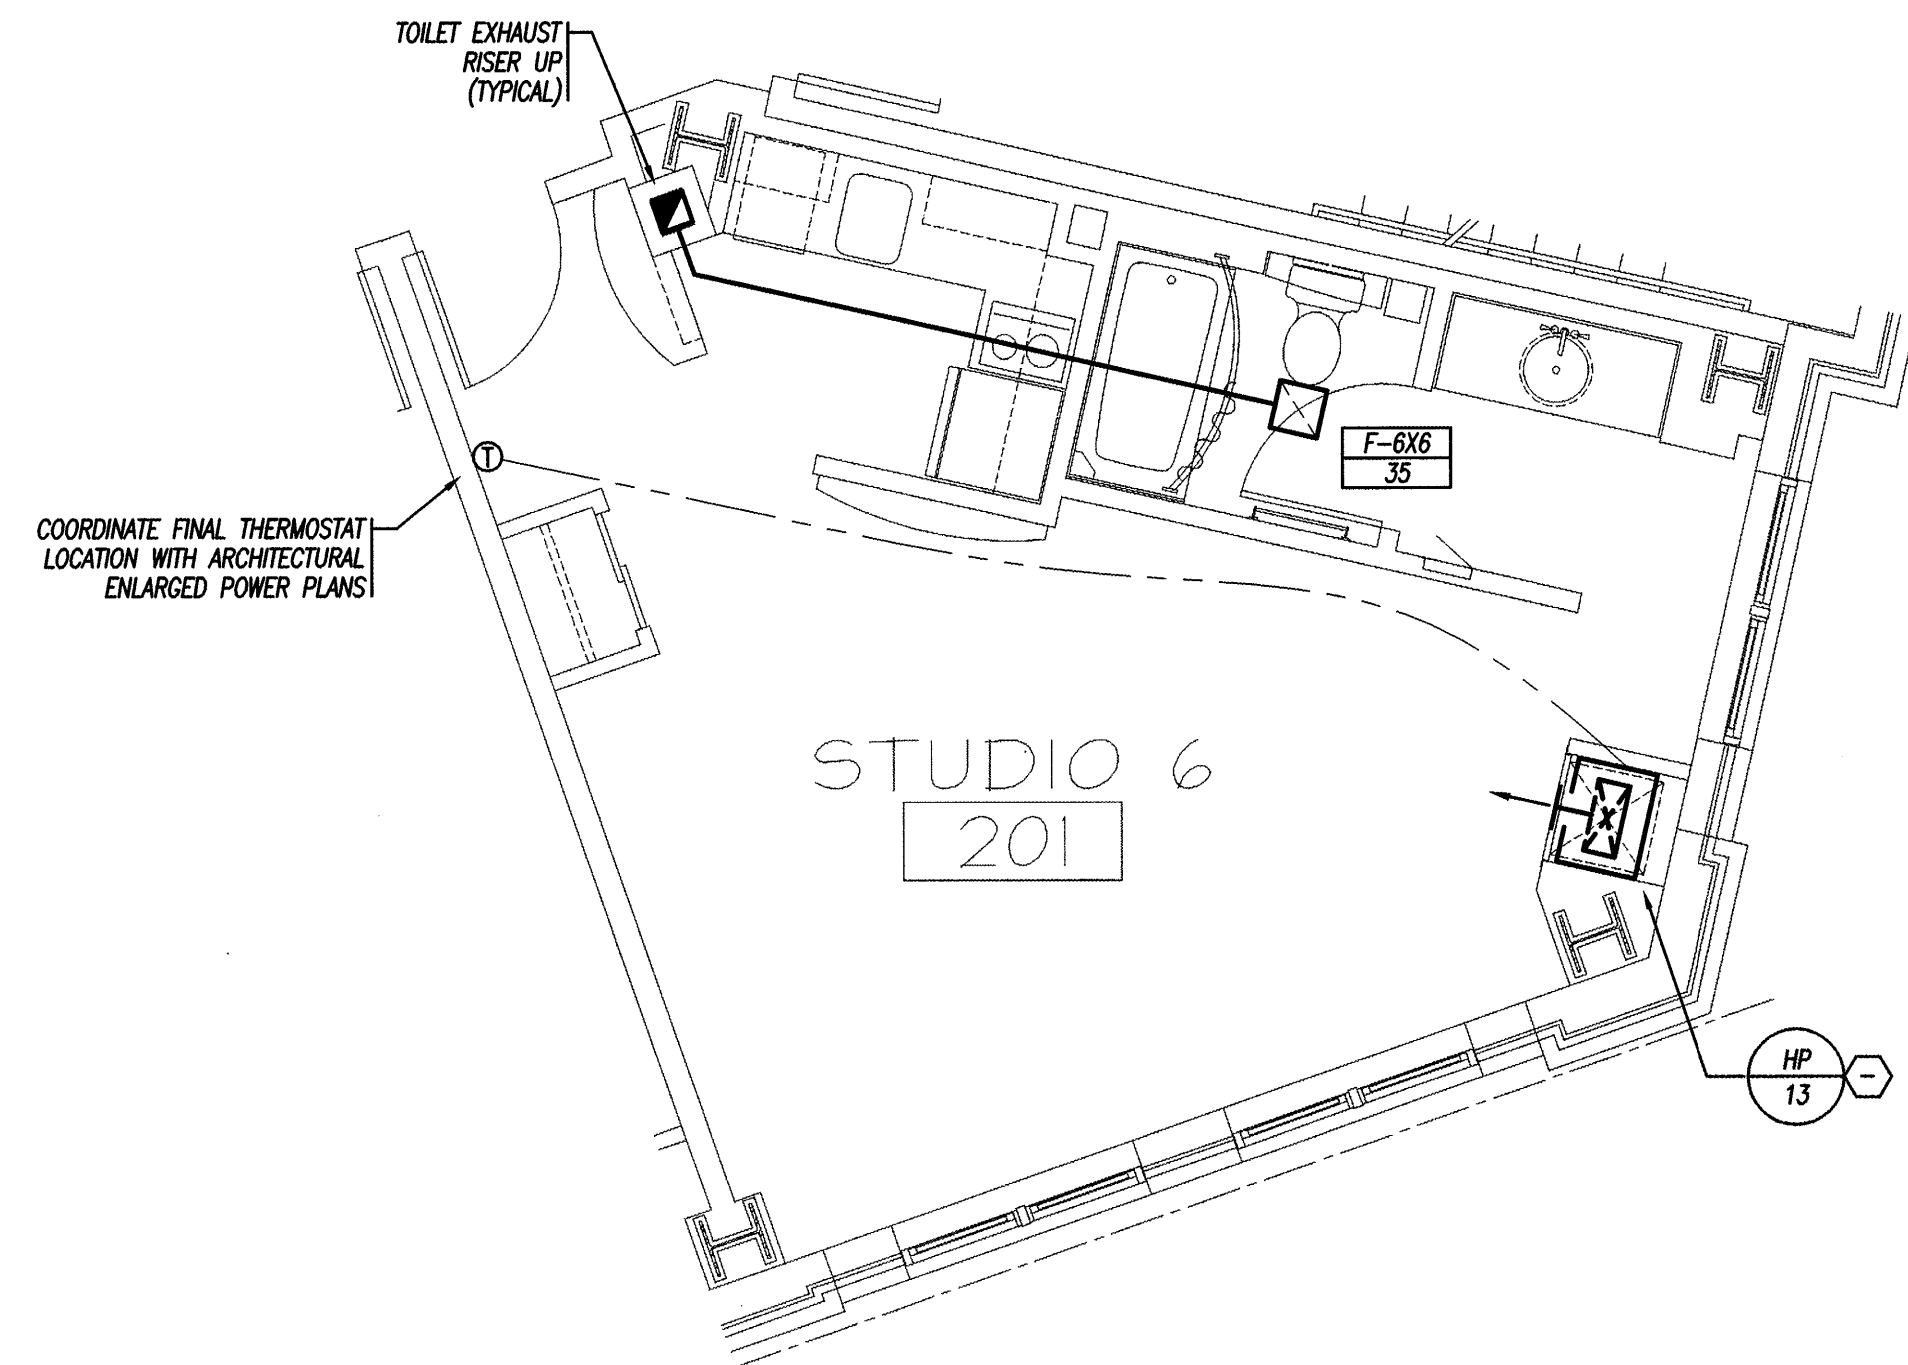 TOILET EXHAUST
RISER UP
(TYPICAL)
T
F-6X6
35
COORDINATE FINAL THERMOSTAT
LOCATION WITH ARCHITECTURAL
ENLARGED POWER PLANS
STUDIO 6
201
X
HP
13
-